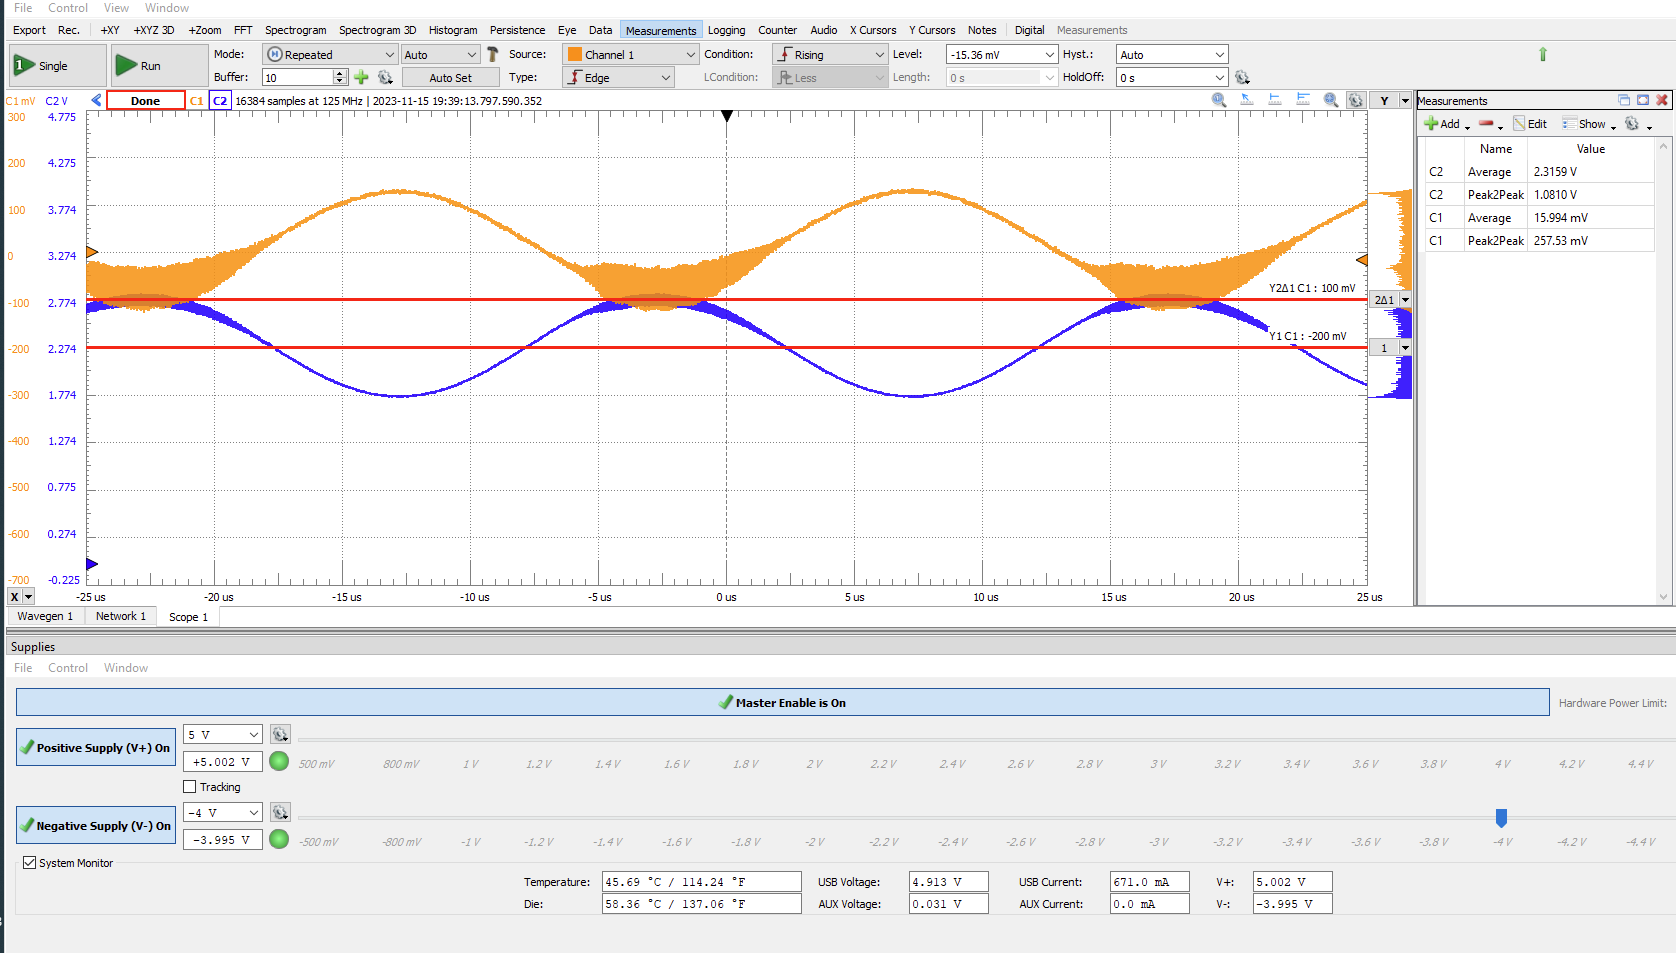 File Control View Window
Export Rec. +XY +XYZ 3D +Zoom FFT Spectrogram Spectrogram 3D Histogram Persistence Eye Data Measurements Logging Counter Audio X Cursors Y Cursors Notes Digital Measurements
1 Single Run Mode: Repeated Auto Source: Channel 1 Condition: Rising Level: -15.36 mV Hyst.: Auto
Buffer: 10 Auto Set Type: Edge LCondition: Less Length: 0 s HoldOff: 0 s
C1 mV C2 V Done C1 C2 16384 samples at 125 MHz | 2023-11-15 19:39:13.797.590.352 Y
300 4.775
200 4.275
100 3.774
0 3.274
-100 2.774
-200 2.274
-300 1.774
-400 1.274
-500 0.775
-600 0.274
-700 -0.225
Y2Δ1 C1 : 100 mV 2Δ1
Y1 C1 : -200 mV 1
X -25 us -20 us -15 us -10 us -5 us 0 us 5 us 10 us 15 us 20 us 25 us
Measurements
Add Edit Show
Name Value
C2 Average 2.3159 V
C2 Peak2Peak 1.0810 V
C1 Average 15.994 mV
C1 Peak2Peak 257.53 mV
Wavegen 1 Network 1 Scope 1
Supplies
File Control Window
Master Enable is On Hardware Power Limit:
Positive Supply (V+) On 5 V
+5.002 V 500 mV 800 mV 1 V 1.2 V 1.4 V 1.6 V 1.8 V 2 V 2.2 V 2.4 V 2.6 V 2.8 V 3 V 3.2 V 3.4 V 3.6 V 3.8 V 4 V 4.2 V 4.4 V
Tracking
Negative Supply (V-) On -4 V
-3.995 V -500 mV -800 mV -1 V -1.2 V -1.4 V -1.6 V -1.8 V -2 V -2.2 V -2.4 V -2.6 V -2.8 V -3 V -3.2 V -3.4 V -3.6 V -3.8 V -4 V -4.2 V -4.4 V
System Monitor
Temperature: 45.69 °C / 114.24 °F USB Voltage: 4.913 V USB Current: 671.0 mA V+: 5.002 V
Die: 58.36 °C / 137.06 °F AUX Voltage: 0.031 V AUX Current: 0.0 mA V-: -3.995 V